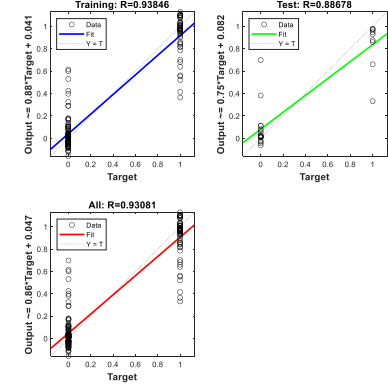 Training: R=0.93846
Output ~= 0.88*Target + 0.041
1
0.8
0.6
0.4
0.2
0
Data
Fit
Y = T
0 0.2 0.4 0.6 0.8 1
Target
Test: R=0.88678
Output ~= 0.75*Target + 0.082
1
0.8
0.6
0.4
0.2
0
Data
Fit
Y = T
0 0.2 0.4 0.6 0.8 1
Target
All: R=0.93081
Output ~= 0.86*Target + 0.047
1
0.8
0.6
0.4
0.2
0
Data
Fit
Y = T
0 0.2 0.4 0.6 0.8 1
Target